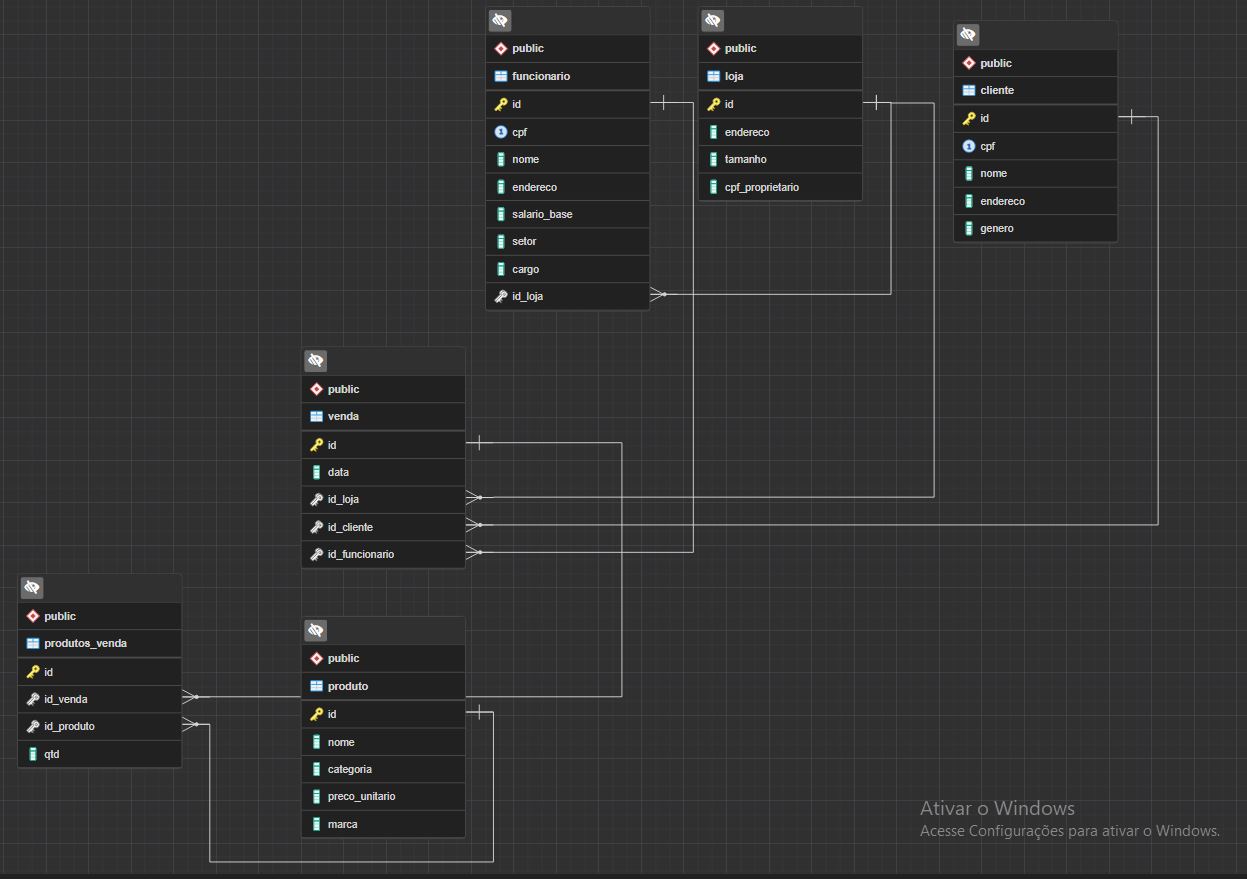 public
funcionario
id
cpf
nome
endereco
salario_base
setor
cargo
id_loja
public
loja
id
endereco
tamanho
cpf_proprietario
public
cliente
id
1
cpf
nome
endereco
genero
public
venda
id
data
id_loja
id_cliente
id_funcionario
public
produtos_venda
id
id_venda
id_produto
qtd
public
produto
id
nome
categoria
preco_unitario
marca
Ativar o Windows
Acesse Configurações para ativar o Windows.